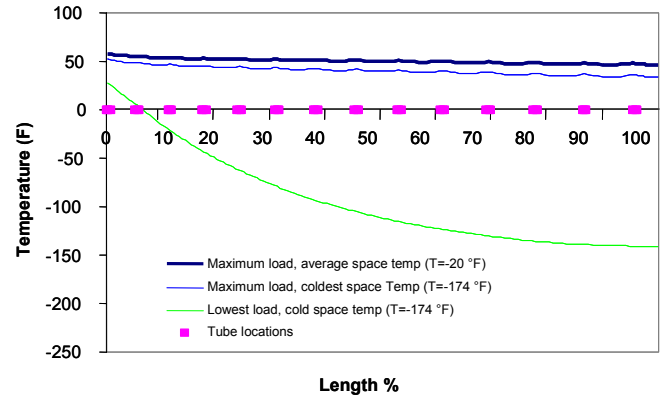 100
50
0
-50
-100
-150
-200
-250
Temperature (F)
0 10 20 30 40 50 60 70 80 90 100
Maximum load, average space temp (T=-20 °F)
Maximum load, coldest space Temp (T=-174 °F)
Lowest load, cold space temp (T=-174 °F)
Tube locations
Length %